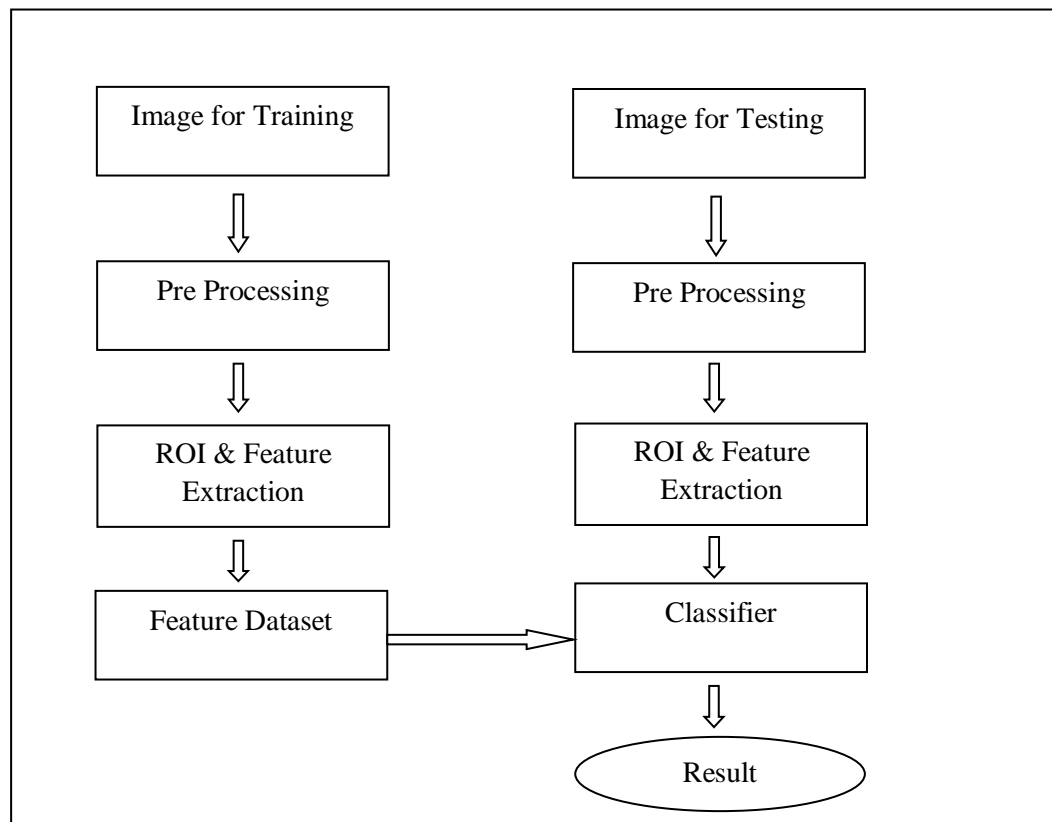 Image for Training
Image for Testing
Pre Processing
Pre Processing
ROI & Feature
Extraction
ROI & Feature
Extraction
Feature Dataset
Classifier
Result